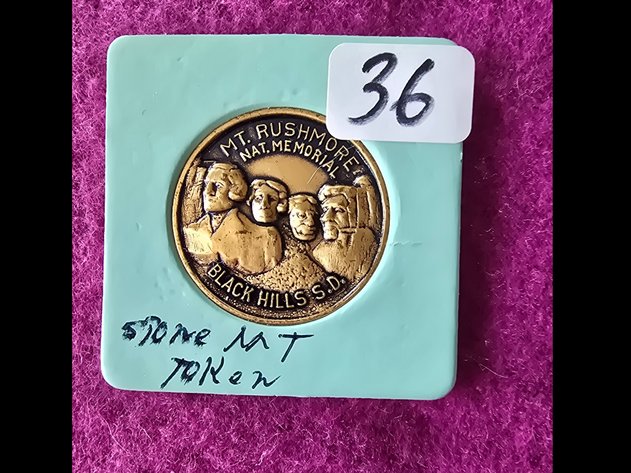 36
MT. RUSHMORE
NAT. MEMORIAL
BLACK HILLS S.D.
STONE MT
TOKen